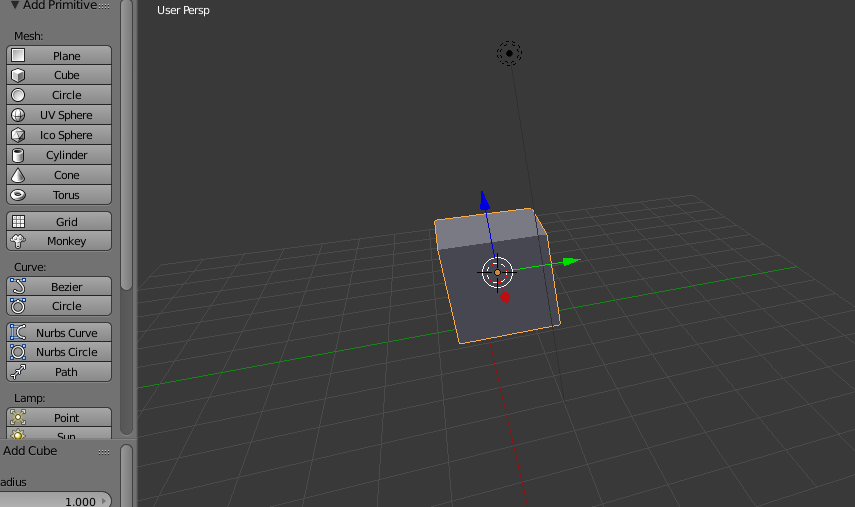 Add Primitive
User Persp
Mesh:
Plane
Cube
Circle
UV Sphere
Ico Sphere
Cylinder
Cone
Torus
Grid
Monkey
Curve:
Bezier
Circle
Nurbs Curve
Nurbs Circle
Path
Lamp:
Point
Sun
Add Cube
adius
1.000